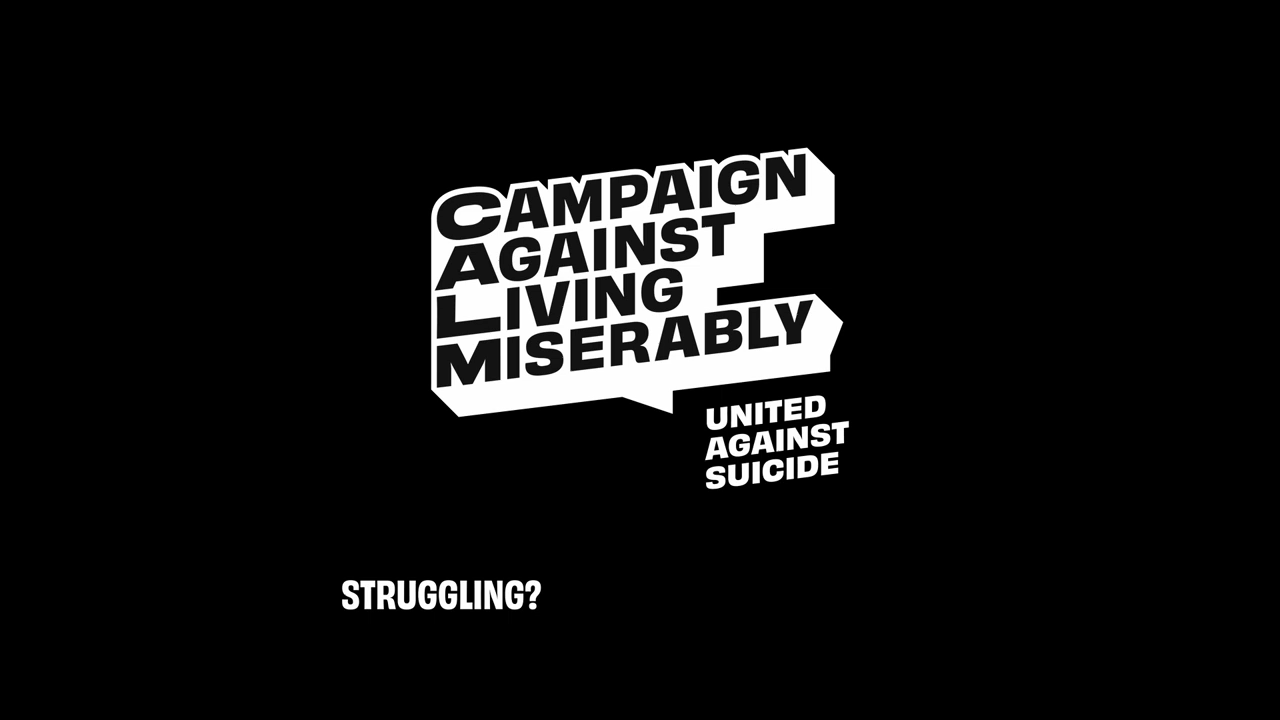 CAMPAIGN
AGAINST
LIVING
MISERABLY
UNITED
AGAINST
SUICIDE
STRUGGLING?